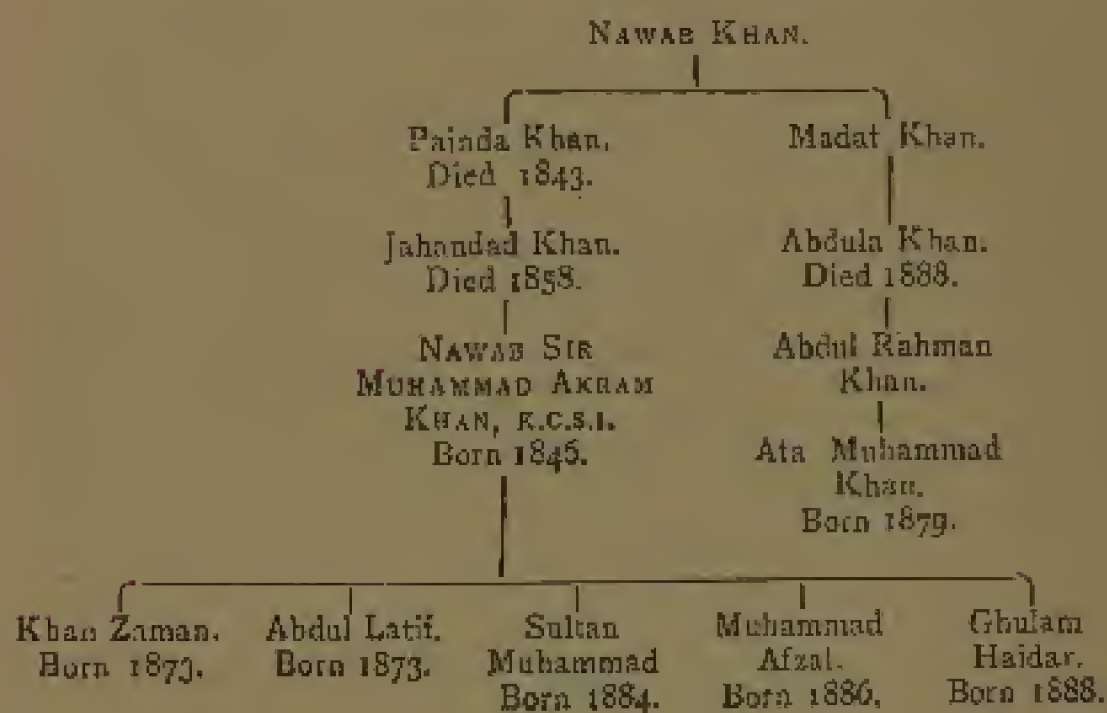 NAWAB KHAN.
Painda Khan.
Died 1843.
Madat Khan.
Jahandad Khan.
Died 1858.
Abdula Khan.
Died 1888.
NAWAB SIR
MUHAMMAD AKRAM
KHAN, K.C.S.I.
Born 1846.
Abdul Rahman
Khan.
Ata Muhammad
Khan.
Born 1879.
Khan Zaman.
Born 1873.
Abdul Latif.
Born 1873.
Sultan
Muhammad
Born 1884.
Muhammad
Afzal.
Born 1886.
Ghulam
Haidar.
Born 1888.